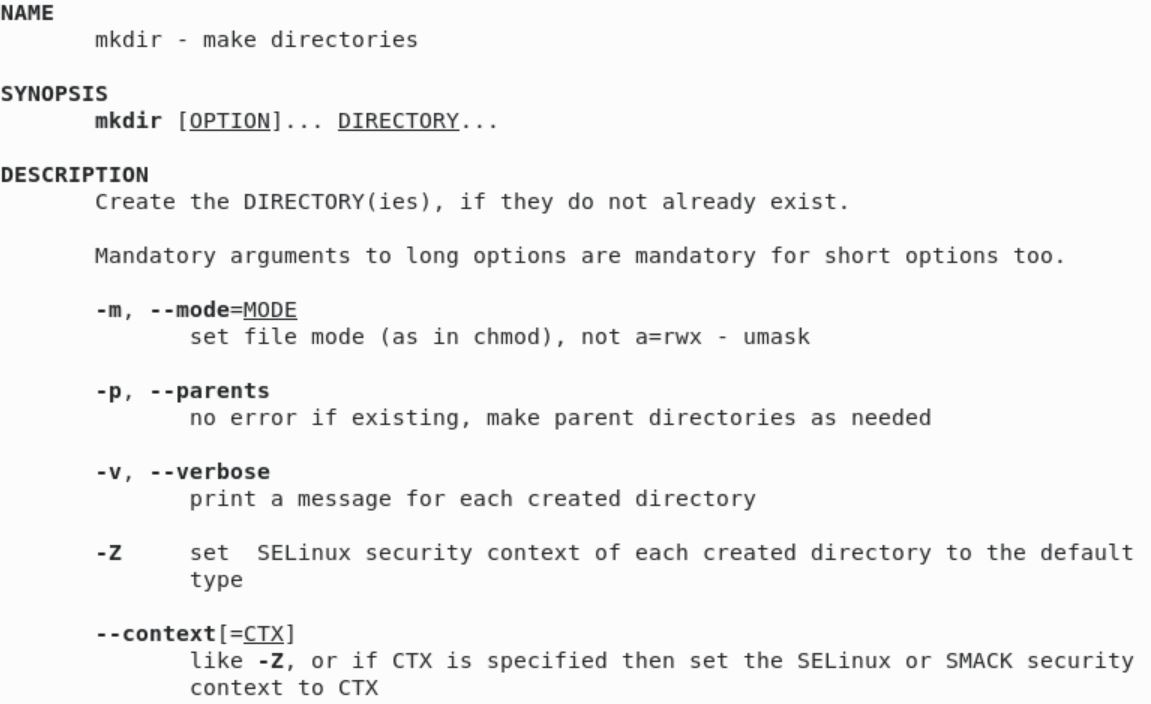 NAME
mkdir - make directories
SYNOPSIS
mkdir [OPTION]... DIRECTORY...
DESCRIPTION
Create the DIRECTORY(ies), if they do not already exist.
Mandatory arguments to long options are mandatory for short options too.
-m, --mode=MODE
set file mode (as in chmod), not a=rwx - umask
-p, --parents
no error if existing, make parent directories as needed
-v, --verbose
print a message for each created directory
-Z     set  SELinux security context of each created directory to the default
type
--context[=CTX]
like -Z, or if CTX is specified then set the SELinux or SMACK security
context to CTX